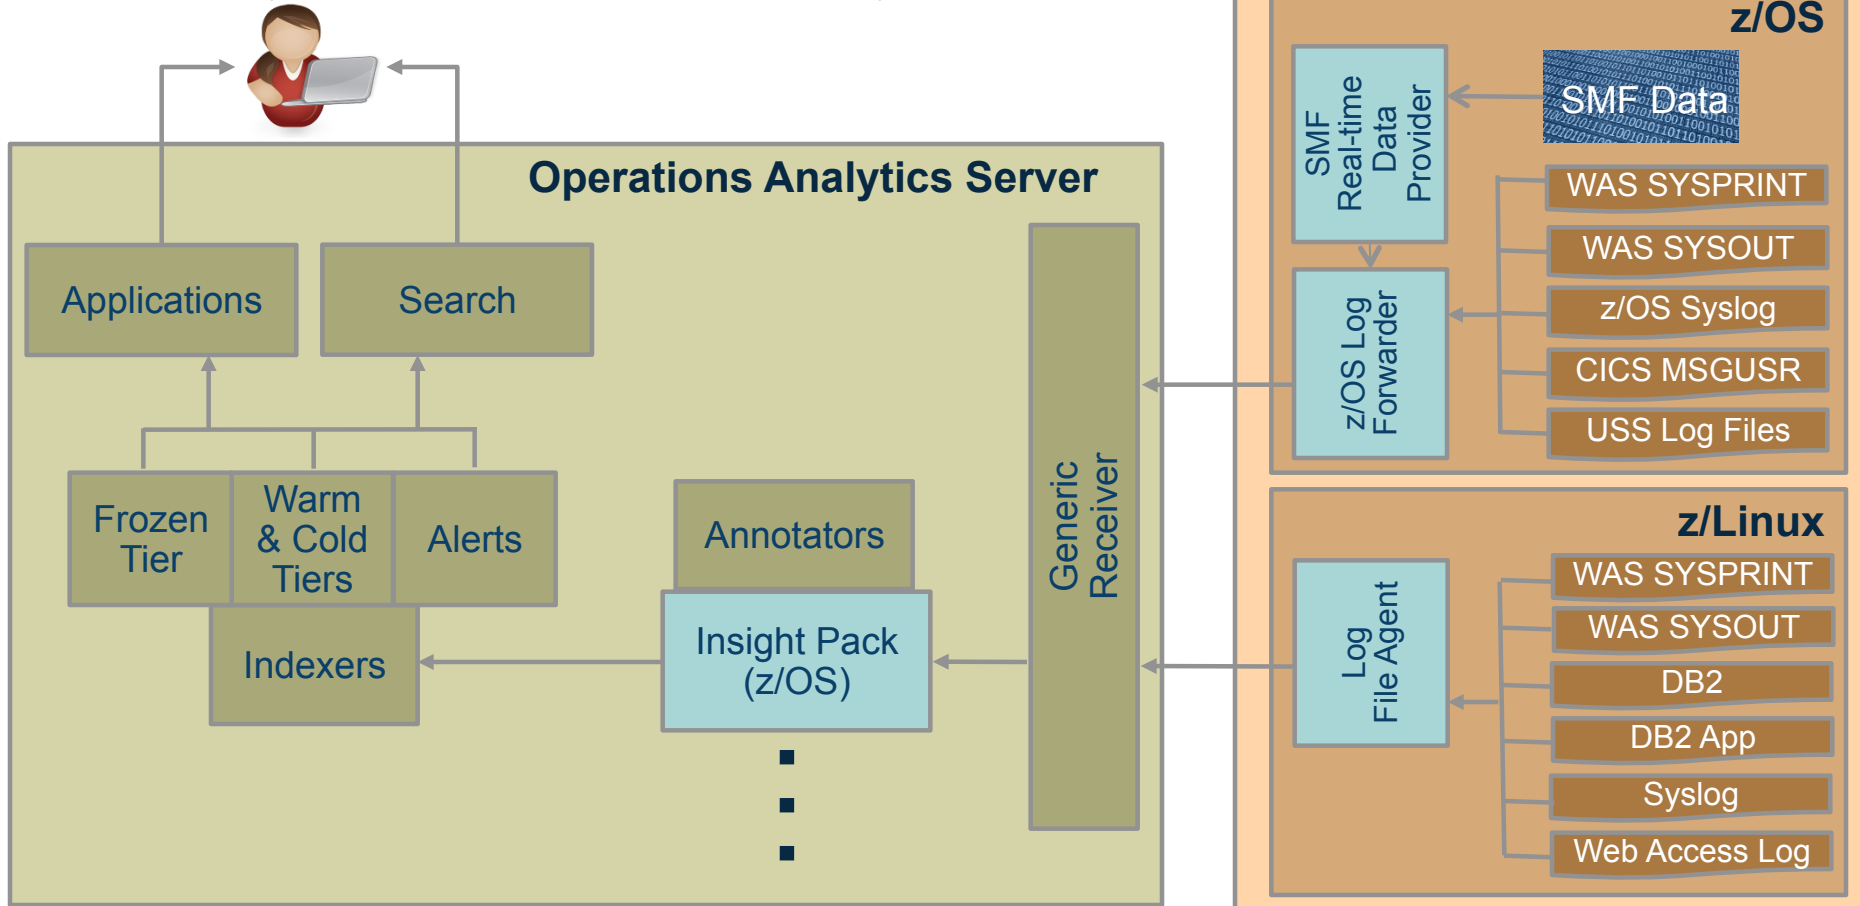 z/OS
SMF Data
SMF
Real-time
Data
Provider
WAS SYSPRINT
WAS SYSOUT
z/OS Syslog
CICS MSGUSR
USS Log Files
z/OS Log
Forwarder
Operations Analytics Server
Applications
Search
Frozen
Tier
Warm
& Cold
Tiers
Alerts
Indexers
Annotators
Insight Pack
(z/OS)
Generic
Receiver
z/Linux
Log
File Agent
WAS SYSPRINT
WAS SYSOUT
DB2
DB2 App
Syslog
Web Access Log